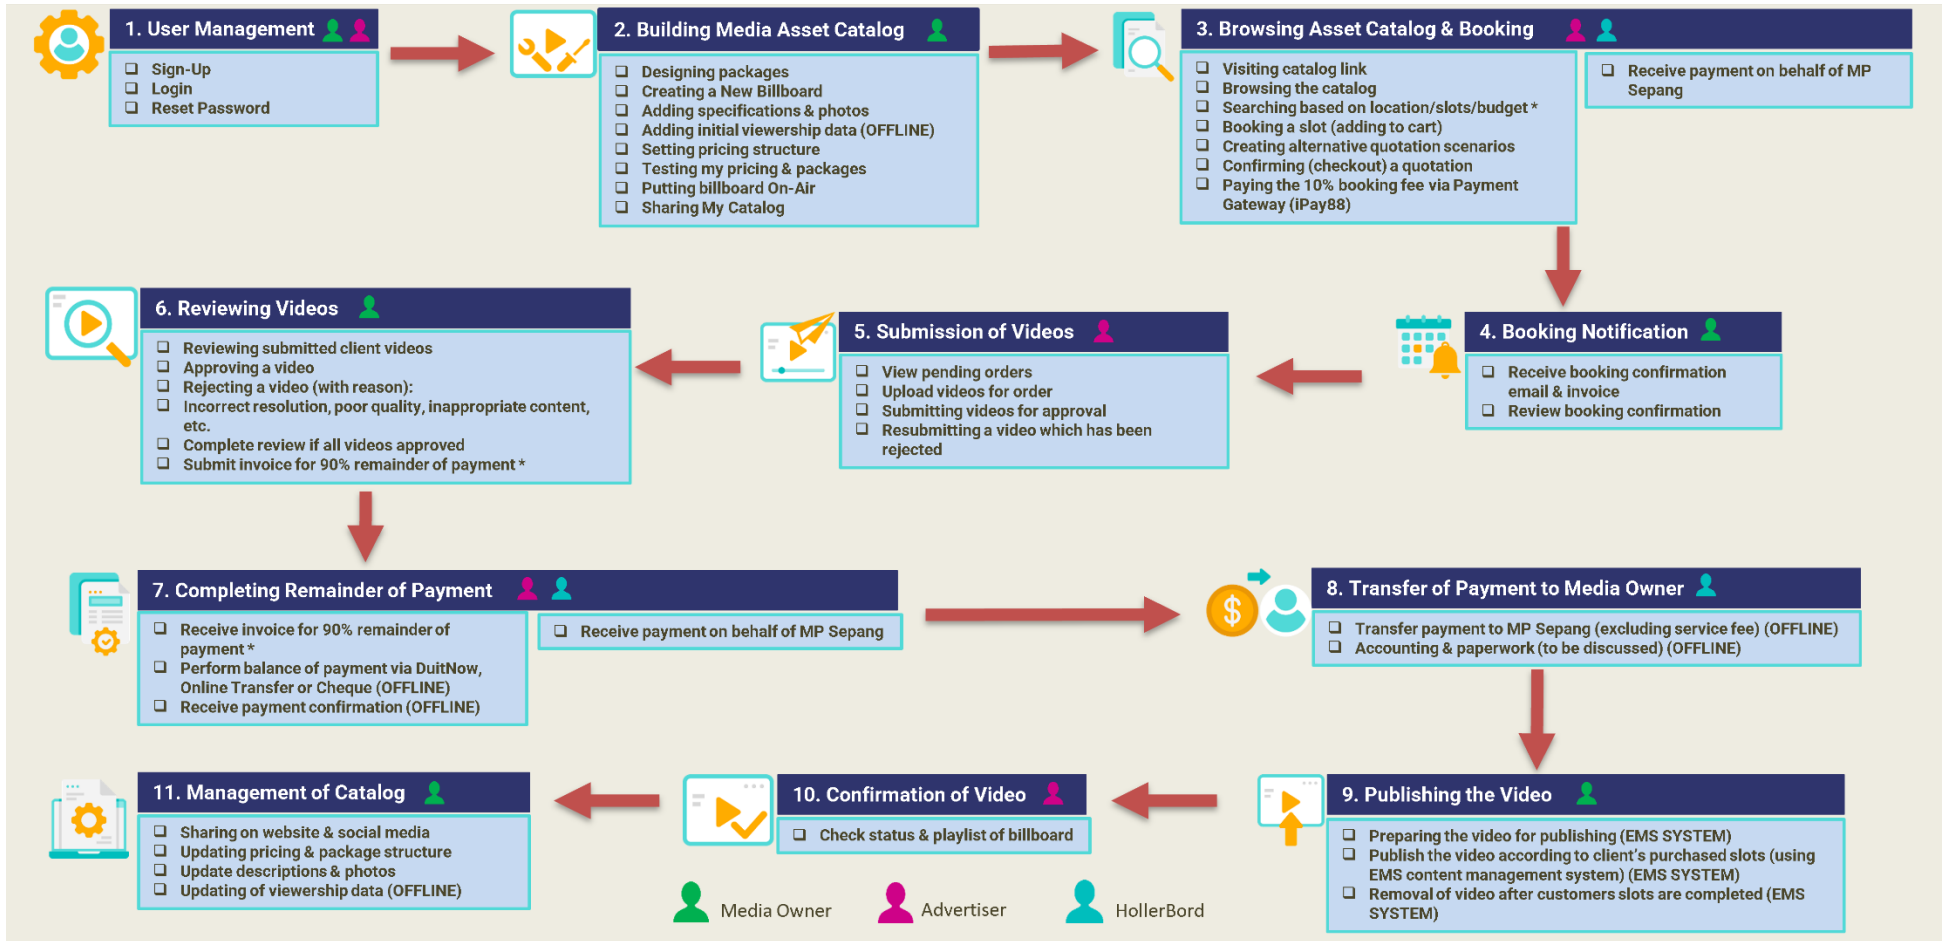 1. User Management
Sign-Up
Login
Reset Password
2. Building Media Asset Catalog
Designing packages
Creating a New Billboard
Adding specifications & photos
Adding initial viewership data (OFFLINE)
Setting pricing structure
Testing my pricing & packages
Putting billboard On-Air
Sharing My Catalog
3. Browsing Asset Catalog & Booking
Visiting catalog link
Browsing the catalog
Searching based on location/slots/budget *
Booking a slot (adding to cart)
Creating alternative quotation scenarios
Confirming (checkout) a quotation
Paying the 10% booking fee via Payment
Gateway (iPay88)
Receive payment on behalf of MP
Sepang
4. Booking Notification
Receive booking confirmation
email & invoice
Review booking confirmation
5. Submission of Videos
View pending orders
Upload videos for order
Submitting videos for approval
Resubmitting a video which has been
rejected
6. Reviewing Videos
Reviewing submitted client videos
Approving a video
Rejecting a video (with reason):
Incorrect resolution, poor quality, inappropriate content,
etc.
Complete review if all videos approved
Submit invoice for 90% remainder of payment *
7. Completing Remainder of Payment
Receive invoice for 90% remainder of
payment *
Perform balance of payment via DuitNow,
Online Transfer or Cheque (OFFLINE)
Receive payment confirmation (OFFLINE)
Receive payment on behalf of MP Sepang
8. Transfer of Payment to Media Owner
Transfer payment to MP Sepang (excluding service fee) (OFFLINE)
Accounting & paperwork (to be discussed) (OFFLINE)
9. Publishing the Video
Preparing the video for publishing (EMS SYSTEM)
Publish the video according to client's purchased slots (using
EMS content management system) (EMS SYSTEM)
Removal of video after customers slots are completed (EMS
SYSTEM)
10. Confirmation of Video
Check status & playlist of billboard
11. Management of Catalog
Sharing on website & social media
Updating pricing & package structure
Update descriptions & photos
Updating of viewership data (OFFLINE)
Media Owner
Advertiser
HollerBord